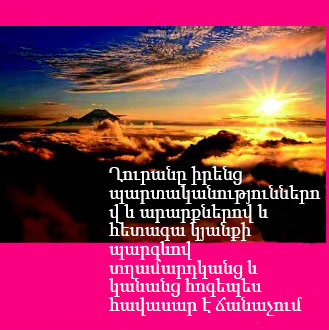 Ղուրանը իրենց
պարտականություններո
վ և արարքներով և
հետագա կյանքի
պարգևով
տղամարդկանց և
կանանց հոգեպես
հավասար է ճանաչում